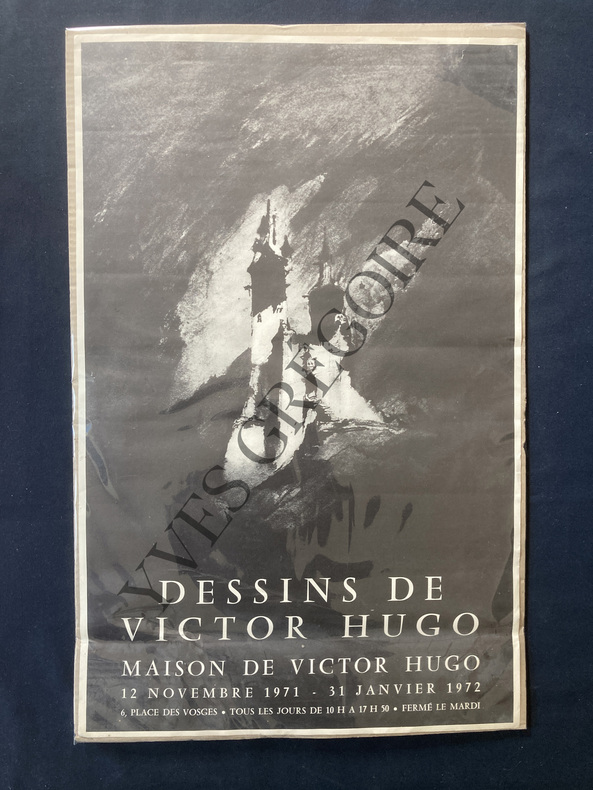 YVES GREGOIRE
DESSINS DE
VICTOR HUGO
MAISON DE VICTOR HUGO
12 NOVEMBRE 1971 - 31 JANVIER 1972
6, PLACE DES VOSGES • TOUS LES JOURS DE 10 H A 17 H 50 • FERMÉ LE MARDI